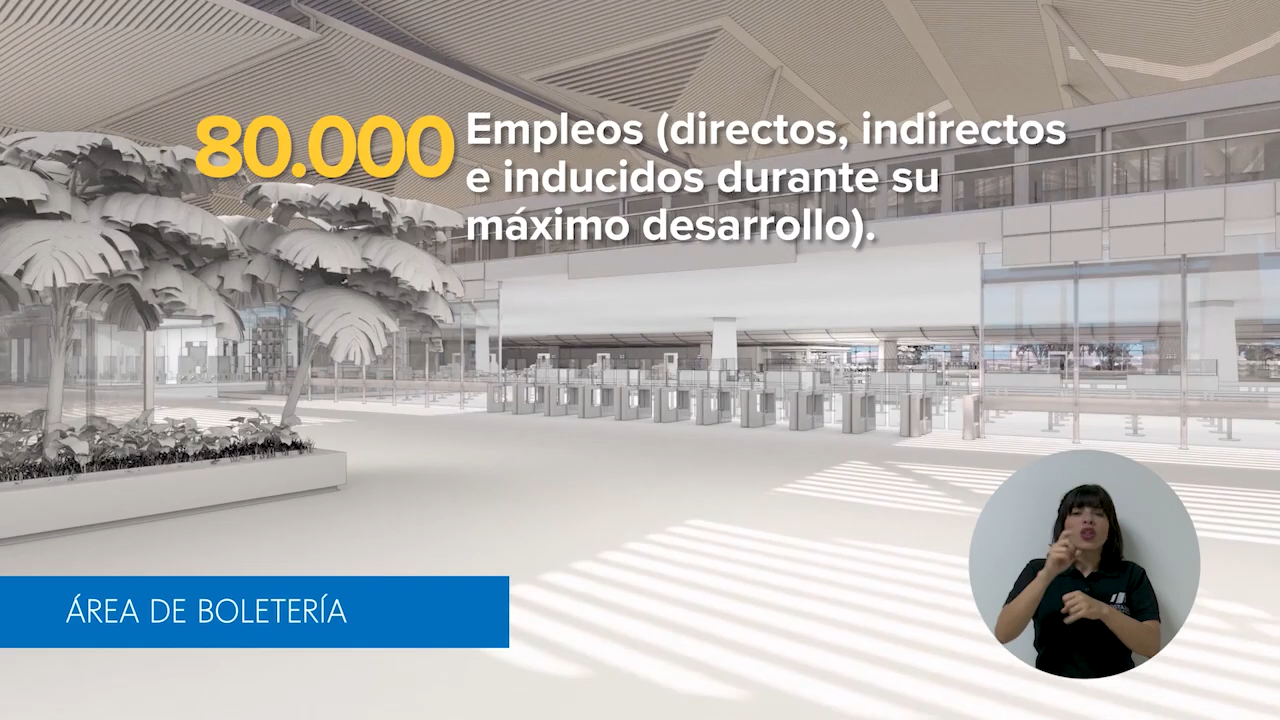 80.000
Empleos (directos, indirectos
e inducidos durante su
máximo desarrollo).
ÁREA DE BOLETERÍA